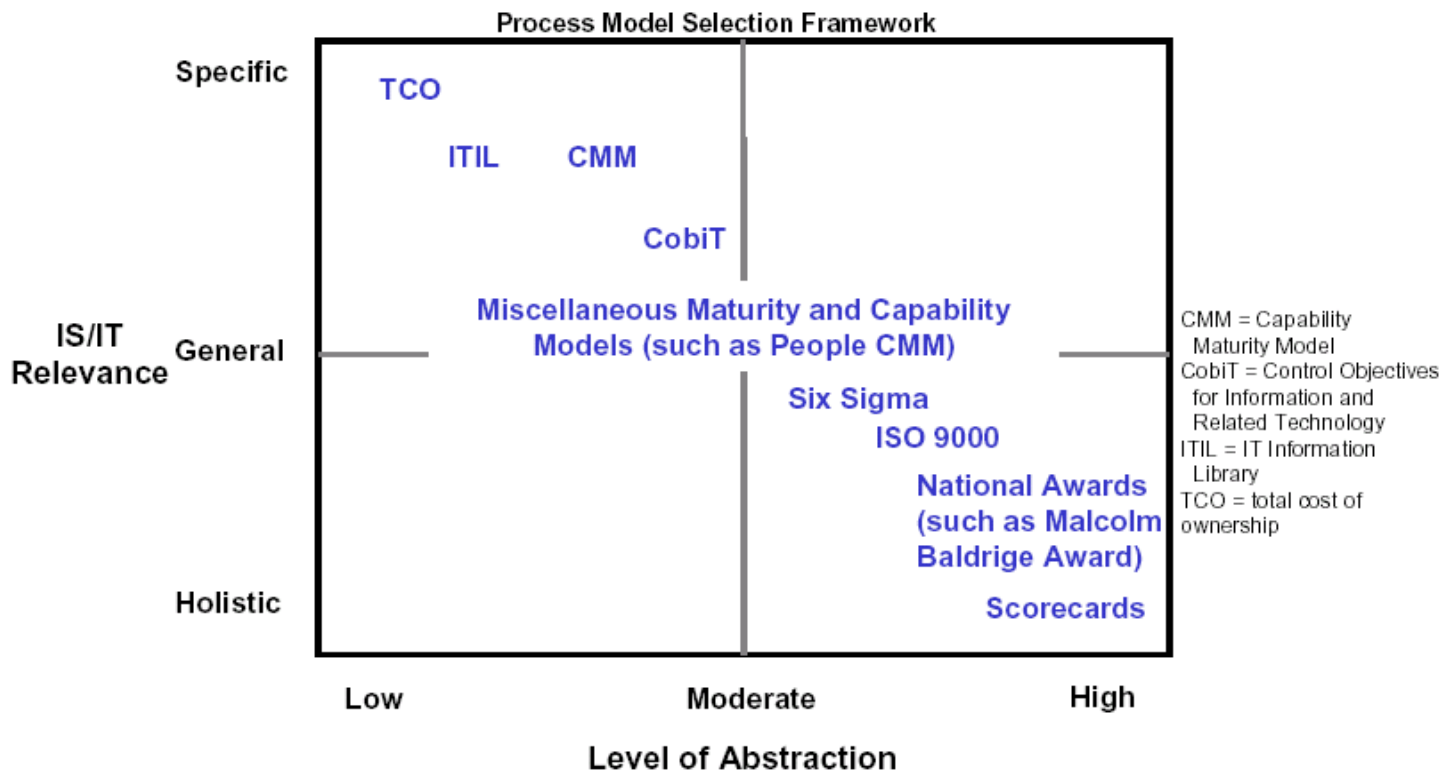 Process Model Selection Framework
Specific
TCO
ITIL CMM
CobiT
Miscellaneous Maturity and Capability
Models (such as People CMM)
IS/IT
Relevance
General
Six Sigma
ISO 9000
National Awards
(such as Malcolm
Baldrige Award)
Holistic
Scorecards
Low Moderate High
Level of Abstraction
CMM = Capability
Maturity Model
CobiT = Control Objectives
for Information and
Related Technology
ITIL = IT Information
Library
TCO = total cost of
ownership